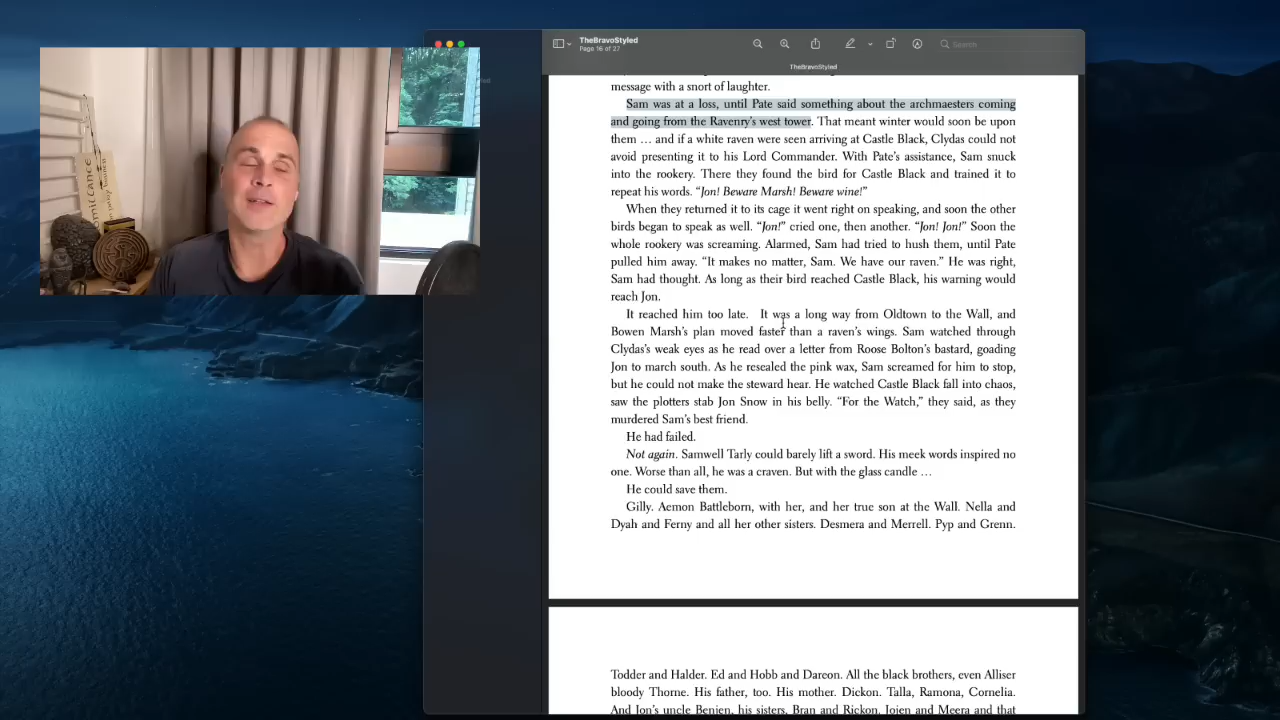 TheBravoStyled
Page 16 of 27
Search
TheBravoStyled
message with a snort of laughter.
Sam was at a loss, until Pate said something about the archmaesters coming
and going from the Ravenry’s west tower. That meant winter would soon be upon
them … and if a white raven were seen arriving at Castle Black, Clydas could not
avoid presenting it to his Lord Commander. With Pate’s assistance, Sam snuck
into the rookery. There they found the bird for Castle Black and trained it to
repeat his words. “Jon! Beware Marsh! Beware wine!”
When they returned it to its cage it went right on speaking, and soon the other
birds began to speak as well. “Jon!” cried one, then another. “Jon! Jon!” Soon the
whole rookery was screaming. Alarmed, Sam had tried to hush them, until Pate
pulled him away. “It makes no matter, Sam. We have our raven.” He was right,
Sam had thought. As long as their bird reached Castle Black, his warning would
reach Jon.
It reached him too late. It was a long way from Oldtown to the Wall, and
Bowen Marsh’s plan moved faster than a raven’s wings. Sam watched through
Clydas’s weak eyes as he read over a letter from Roose Bolton’s bastard, goading
Jon to march south. As he resealed the pink wax, Sam screamed for him to stop,
but he could not make the steward hear. He watched Castle Black fall into chaos,
saw the plotters stab Jon Snow in his belly. “For the Watch,” they said, as they
murdered Sam’s best friend.
He had failed.
Not again. Samwell Tarly could barely lift a sword. His meek words inspired no
one. Worse than all, he was a craven. But with the glass candle …
He could save them.
Gilly. Aemon Battleborn, with her, and her true son at the Wall. Nella and
Dyah and Ferny and all her other sisters. Desmera and Merrell. Pyp and Grenn.
Todder and Halder. Ed and Hobb and Dareon. All the black brothers, even Alliser
bloody Thorne. His father, too. His mother. Dickon. Talla, Ramona, Cornelia.
And Jon’s uncle Benjen, his sisters, Bran and Rickon. Jojen and Meera and that